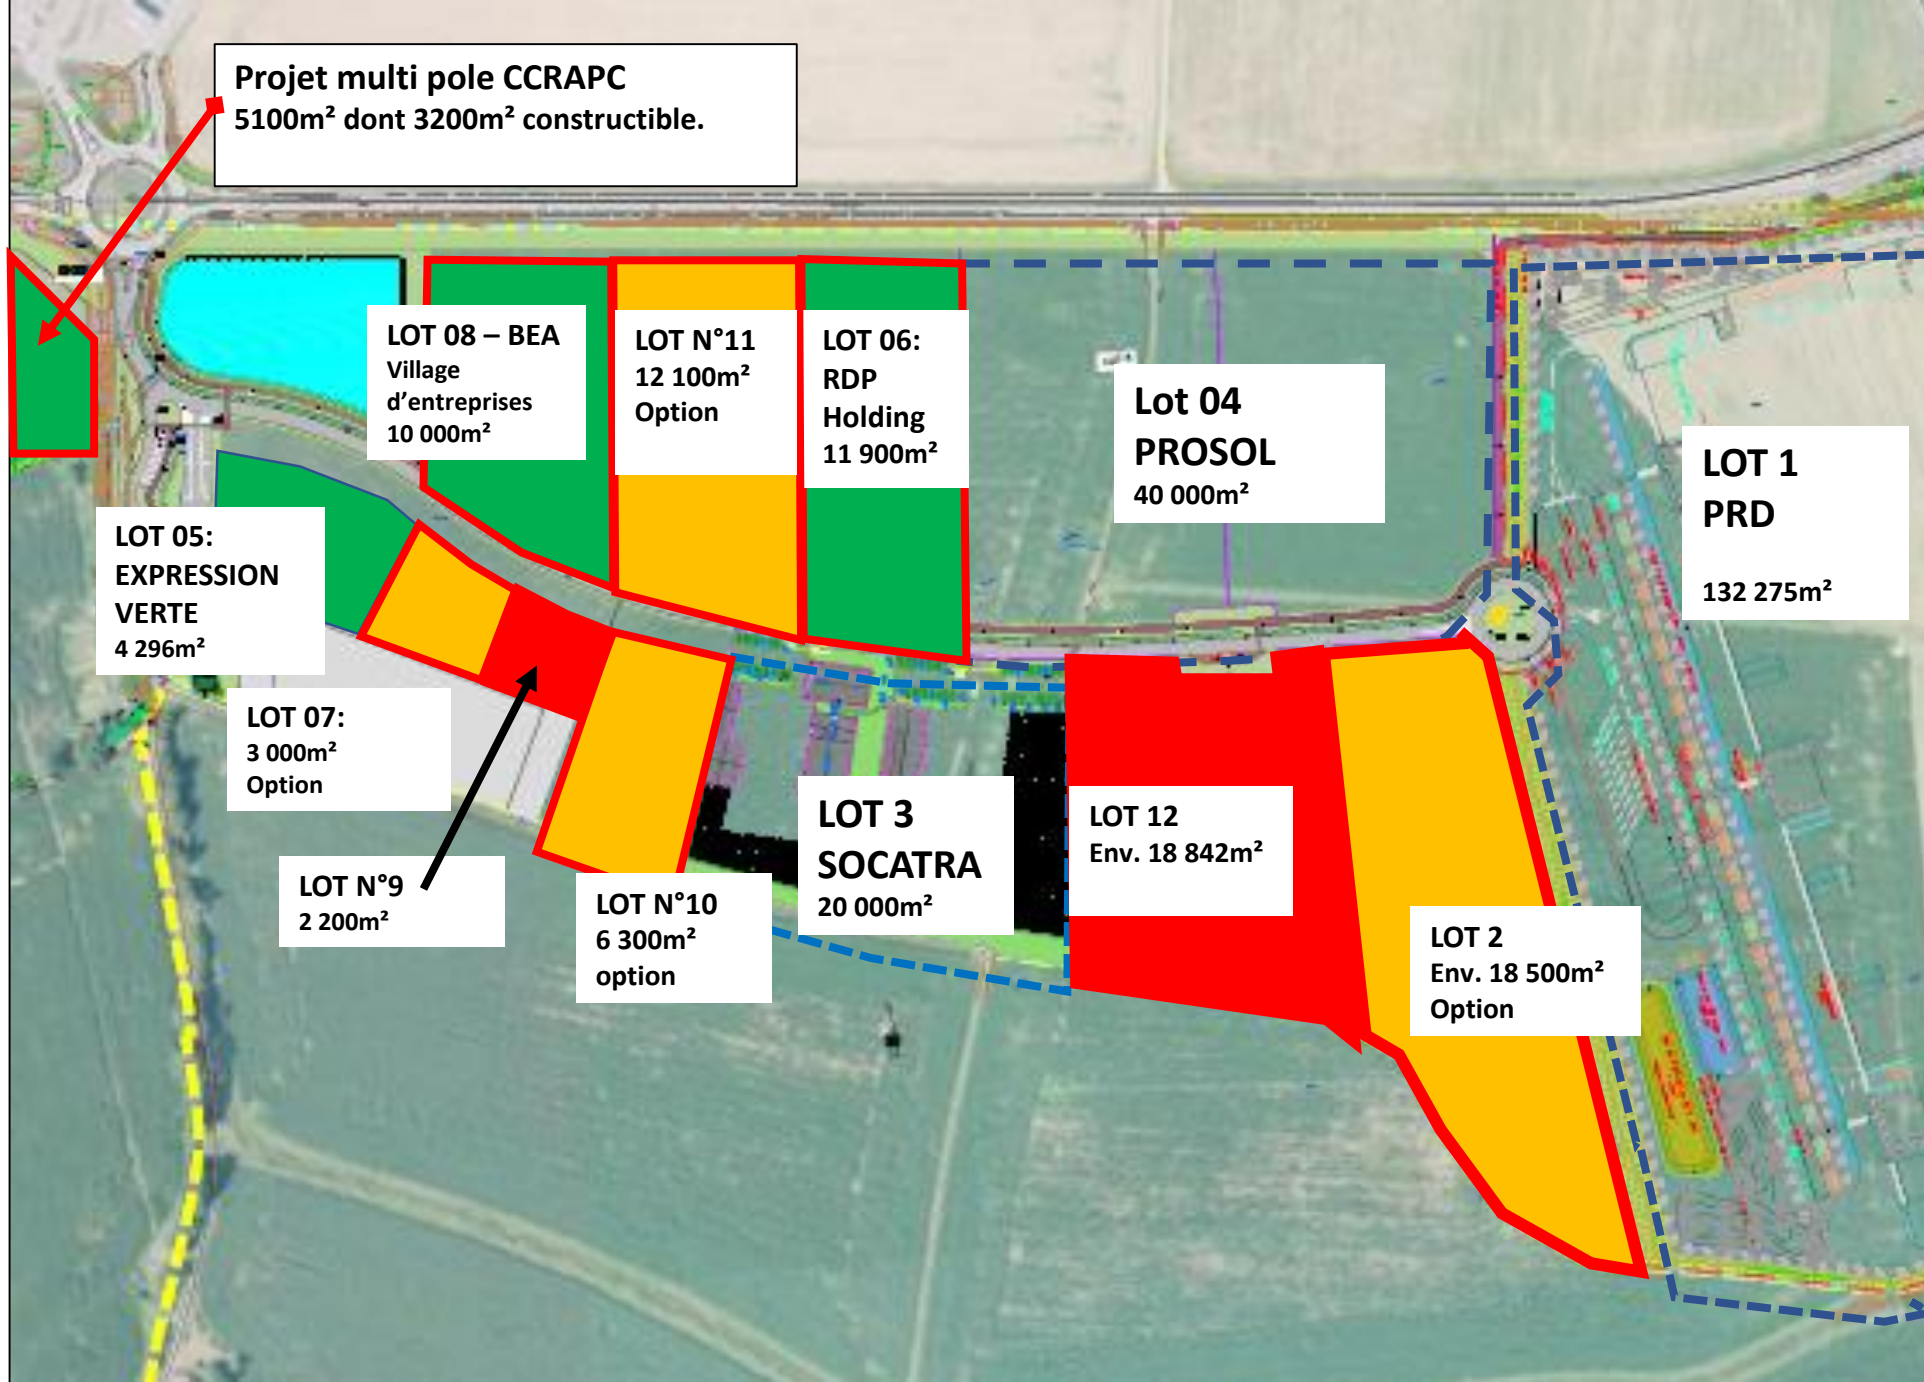 Projet multi pole CCRAPC
5100m² dont 3200m² constructible.
LOT 08 – BEA
Village
d'entreprises
10 000m²
LOT N°11
12 100m²
Option
LOT 06:
RDP
Holding
11 900m²
Lot 04
PROSOL
40 000m²
LOT 1
PRD
132 275m²
LOT 05:
EXPRESSION
VERTE
4 296m²
LOT 07:
3 000m²
Option
LOT N°9
2 200m²
LOT N°10
6 300m²
option
LOT 3
SOCATRA
20 000m²
LOT 12
Env. 18 842m²
LOT 2
Env. 18 500m²
Option